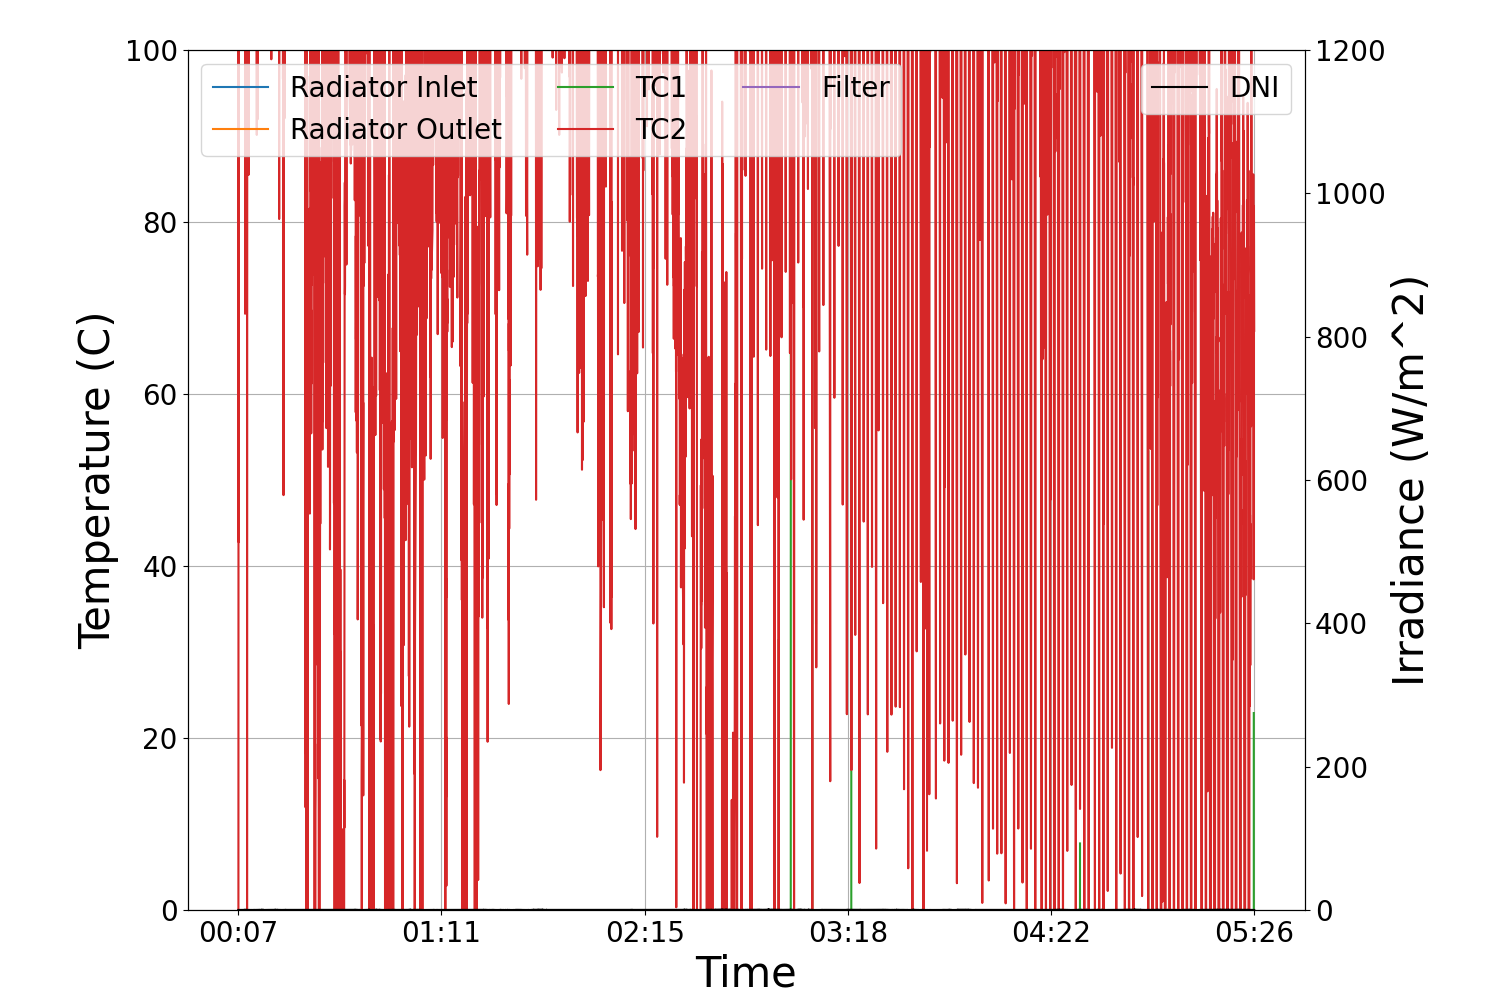 Radiator Inlet
Radiator Outlet
TC1
TC2
Filter
DNI
100
80
60
40
20
0
Temperature (C)
1200
1000
800
600
400
200
0
Irradiance (W/m^2)
00:07 01:11 02:15 03:18 04:22 05:26
Time